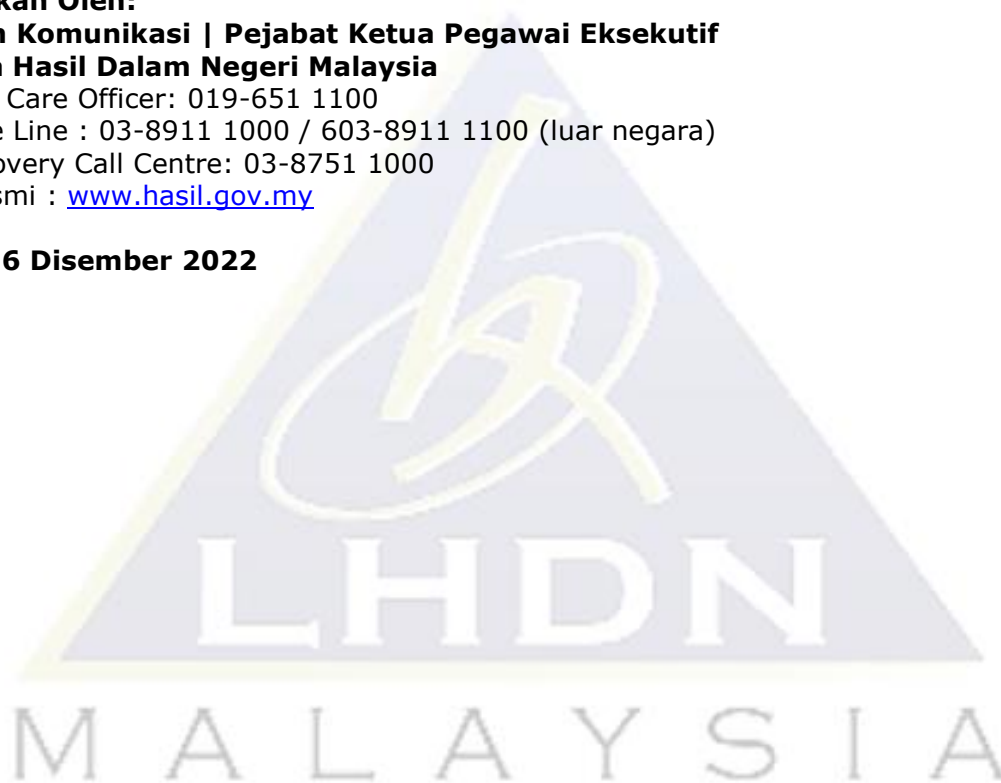 kan Oleh:
n Komunikasi | Pejabat Ketua Pegawai Eksekutif
Hasil Dalam Negeri Malaysia
Care Officer: 019-651 1100
e Line : 03-8911 1000 / 603-8911 1100 (luar negara)
overy Call Centre: 03-8751 1000
smi : www.hasil.gov.my
6 Disember 2022
LHDN
MALAYSIA